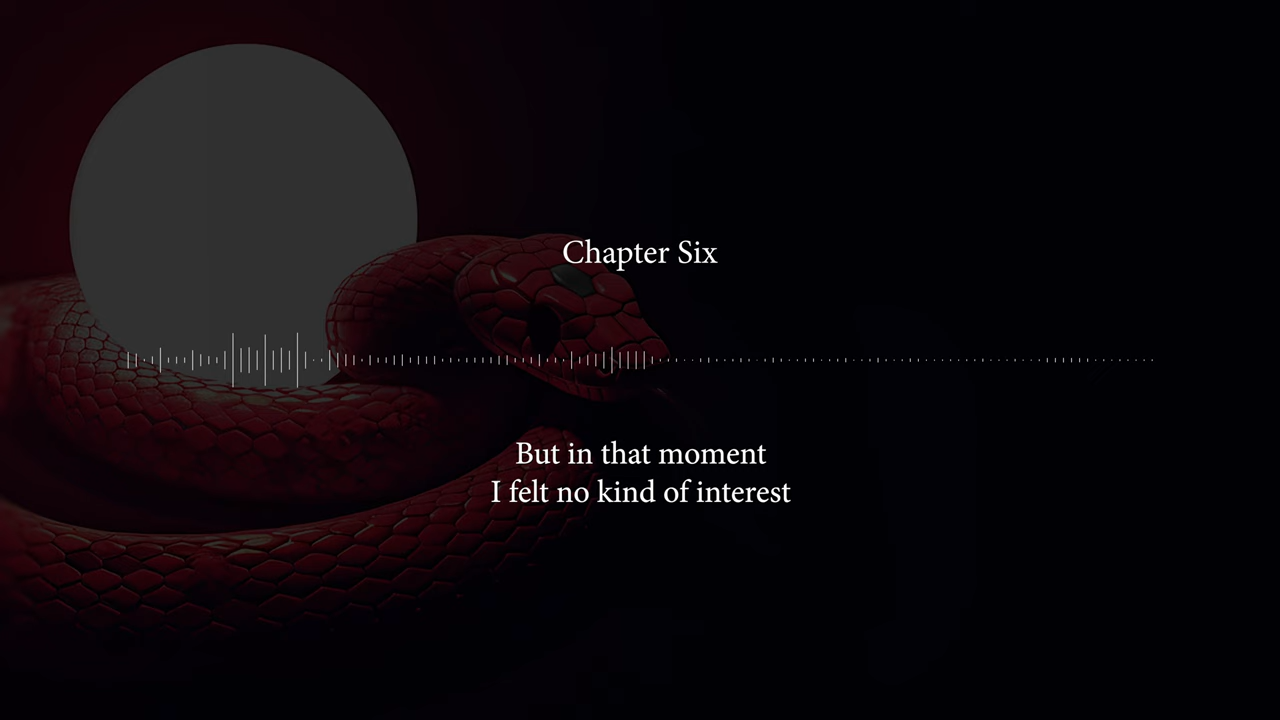 Chapter Six
But in that moment
I felt no kind of interest